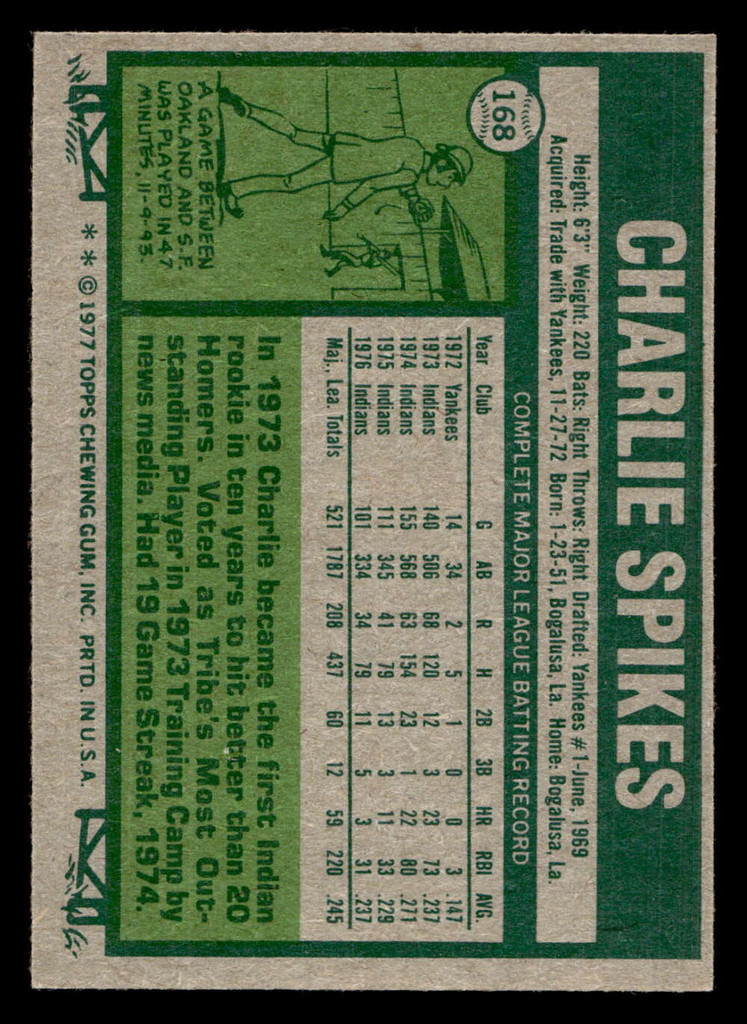 168
CHARLIE SPIKES
Height: 6'3" Weight: 220 Bats: Right Throws: Right Drafted: Yankees #1-June, 1969
Acquired: Trade with Yankees, 11-27-72 Born: 1-23-51, Bogalusa, La. Home: Bogalusa, La.
COMPLETE MAJOR LEAGUE BATTING RECORD
Year Club G AB R H 2B 3B HR RBI AVG.
1972 Yankees 14 34 2 5 1 0 0 3 .147
1973 Indians 140 506 68 120 12 3 23 73 .237
1974 Indians 155 568 63 154 23 1 22 80 .271
1975 Indians 111 345 41 79 13 3 11 33 .229
1976 Indians 101 334 34 79 11 5 3 31 .237
Maj. Lea. Totals 521 1787 208 437 60 12 59 220 .245
A GAME BETWEEN
OAKLAND AND S.F.
WAS PLAYED IN 47
MINUTES, 11-9-93.
In 1973 Charlie became the first Indian
rookie in ten years to hit better than 20
Homers. Voted as Tribe's Most Out-
standing Player in 1973 Training Camp by
news media. Had 19 Game Streak, 1974.
* * © 1977 TOPPS CHEWING GUM, INC. PRTD. IN U.S.A.